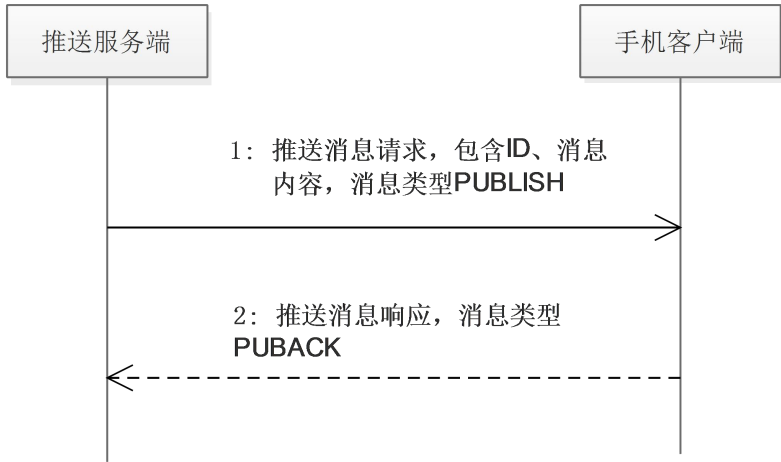 推送服务端
手机客户端
1: 推送消息请求，包含ID、消息
内容，消息类型PUBLISH
2: 推送消息响应，消息类型
PUBACK